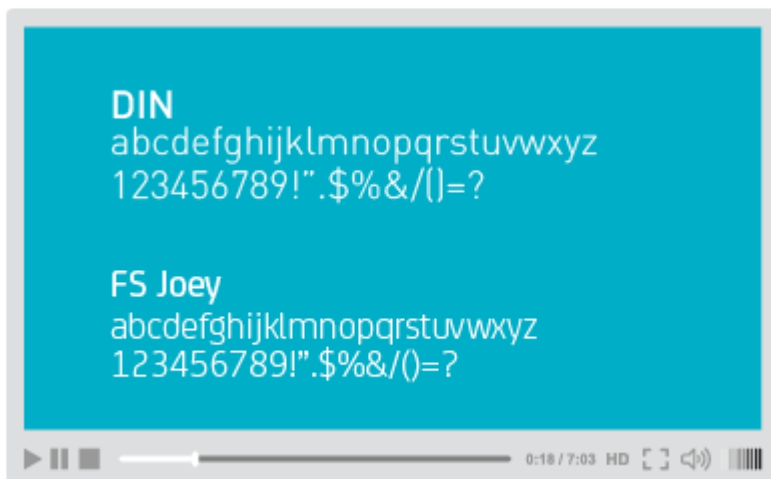 DIN
abcdefghijklmnopqrstuvwxyz
123456789!”.$%&/()=?
FS Joey
abcdefghijklmnopqrstuvwxyz
123456789!”.$%&/()=?
0:18 / 7:03 HD